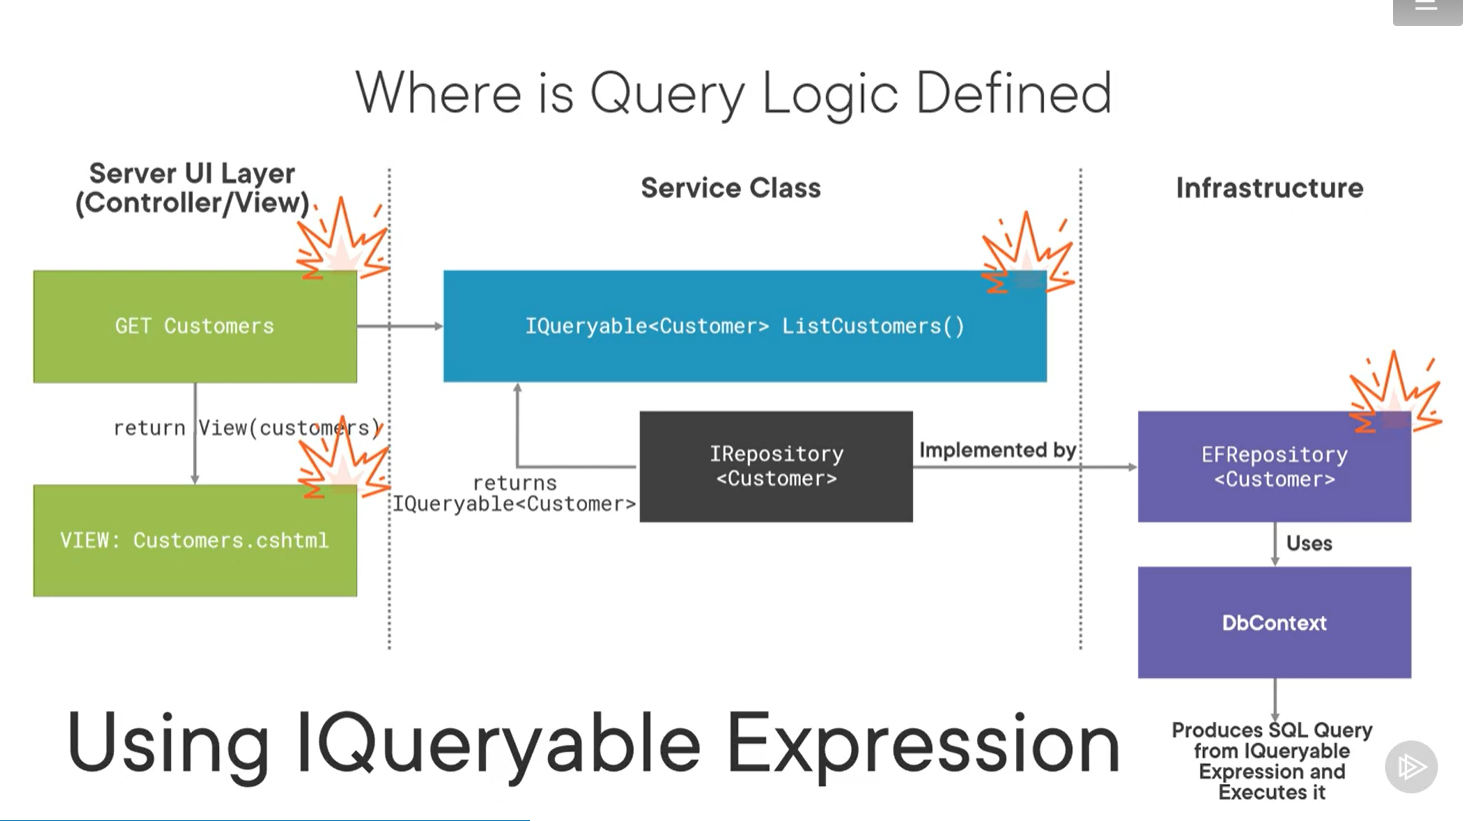 Where is Query Logic Defined
Server UI Layer
(Controller/View)
Service Class
Infrastructure
GET Customers
IQueryable<Customer> ListCustomers()
return View(customers)
VIEW: Customers.cshtml
returns
IQueryable<Customer>
IRepository
<Customer>
Implemented by
EFRepository
<Customer>
Uses
DbContext
Produces SQL Query
from IQueryable
Expression and
Executes it
Using IQueryable Expression